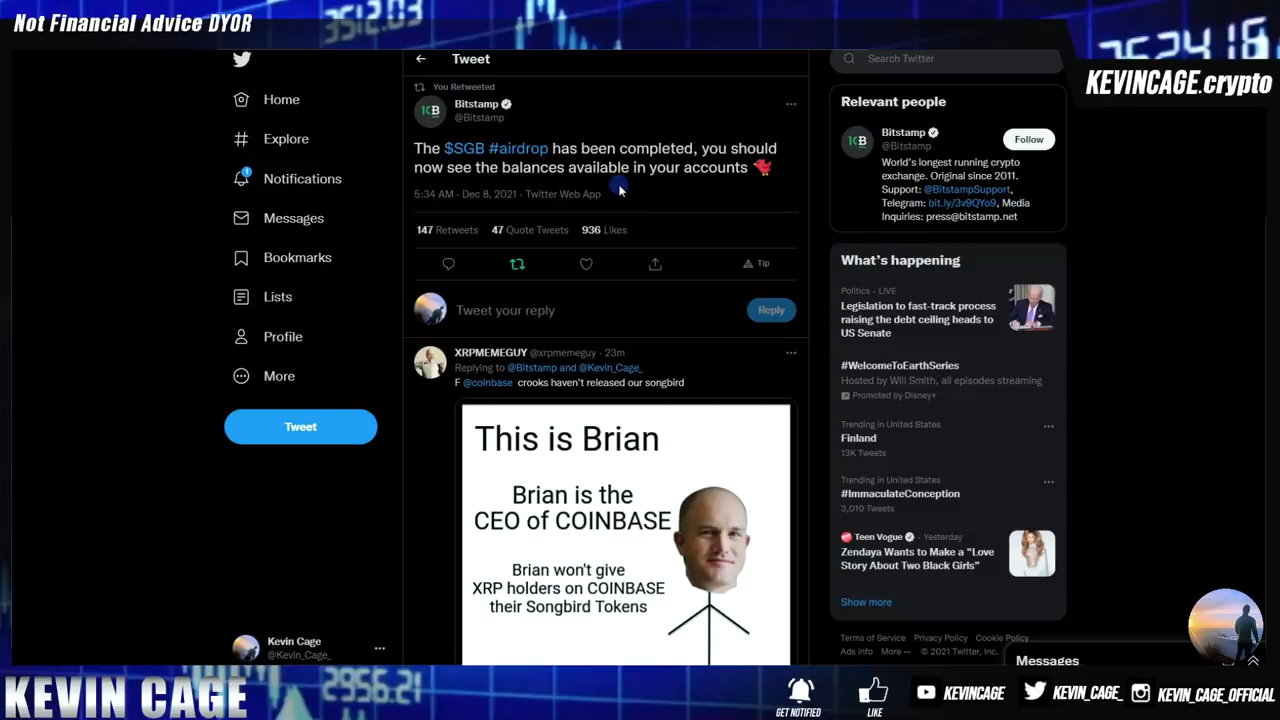 Not Financial Advice DYOR
KEVINCAGE.crypto
Home
Explore
Notifications
Messages
Bookmarks
Lists
Profile
More
Tweet
Kevin Cage
@Kevin_Cage_
Tweet
You Retweeted
Bitstamp
@Bitstamp
The $SGB #airdrop has been completed, you should
now see the balances available in your accounts
5:34 AM · Dec 8, 2021 · Twitter Web App
147 Retweets 47 Quote Tweets 936 Likes
Tip
Tweet your reply
Reply
XRPMEMEGUY @xrpmemeguy · 23m
Replying to @Bitstamp and @Kevin_Cage_
F @coinbase crooks haven't released our songbird
This is Brian
Brian is the
CEO of COINBASE
Brian won't give
XRP holders on COINBASE
their Songbird Tokens
Search Twitter
Relevant people
Bitstamp
@Bitstamp
Follow
World's longest running crypto
exchange. Original since 2011.
Support: @BitstampSupport,
Telegram: bit.ly/3v9QYo9, Media
Inquiries: press@bitstamp.net
What's happening
Politics · LIVE
Legislation to fast-track process
raising the debt ceiling heads to
US Senate
#WelcomeToEarthSeries
Hosted by Will Smith, all episodes streaming
Promoted by Disney+
Trending in United States
Finland
13K Tweets
Trending in United States
#ImmaculateConception
3,010 Tweets
Teen Vogue · Yesterday
Zendaya Wants to Make a “Love
Story About Two Black Girls”
Show more
Terms of Service Privacy Policy Cookie Policy
Ads info More ··· © 2021 Twitter, Inc.
Messages
KEVIN CAGE
2956.21
GET NOTIFIED
LIKE
KEVINCAGE
KEVIN_CAGE_
KEVIN_CAGE_OFFICIAL